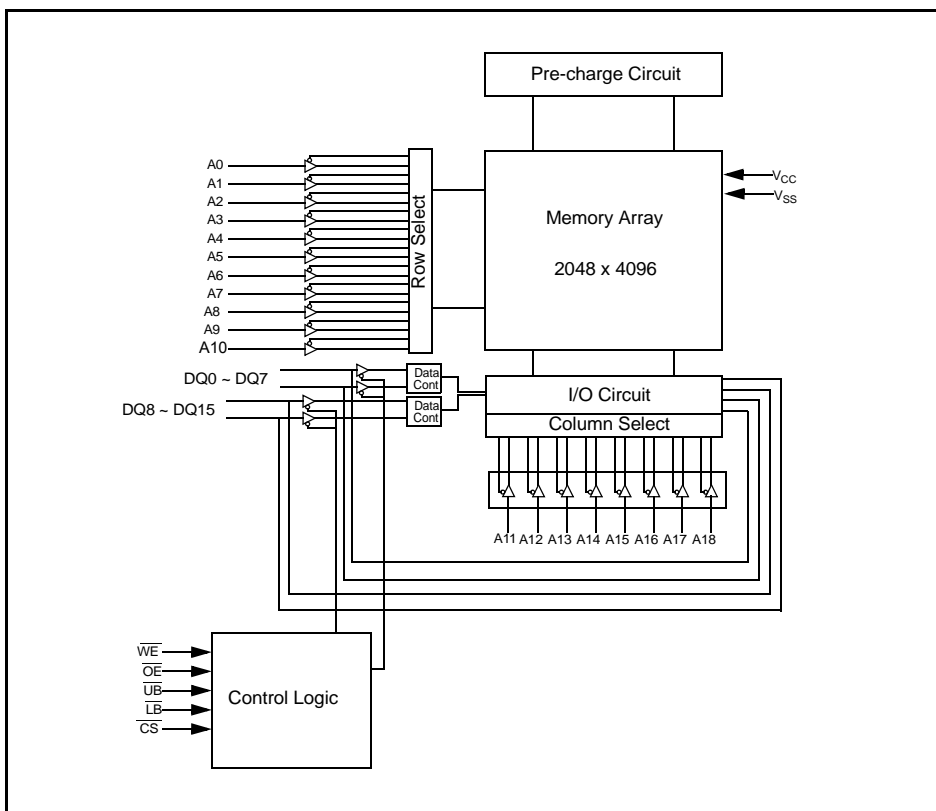 Pre-charge Circuit
A0
A1
A2
A3
A4
A5
A6
A7
A8
A9
A10
Row Select
Memory Array
2048 x 4096
VCC
VSS
DQ0 ~ DQ7
DQ8 ~ DQ15
Data
Cont
Data
Cont
I/O Circuit
Column Select
A11 A12 A13 A14 A15 A16 A17 A18
WE
OE
UB
LB
CS
Control Logic